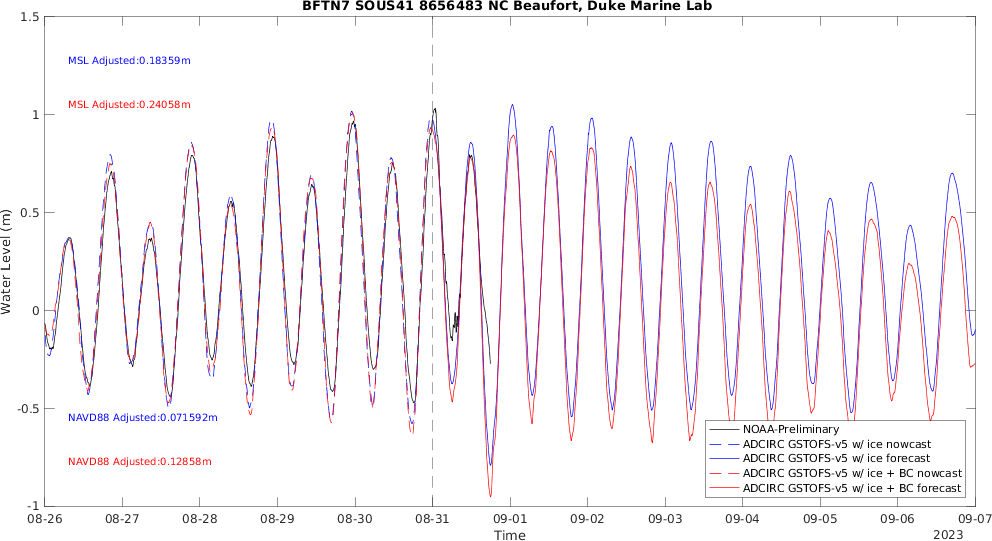 BFTN7 SOUS41 8656483 NC Beaufort, Duke Marine Lab
1.5
1
0.5
0
-0.5
-1
Water Level (m)
MSL Adjusted:0.18359m
MSL Adjusted:0.24058m
NAVD88 Adjusted:0.071592m
NAVD88 Adjusted:0.12858m
NOAA-Preliminary
ADCIRC GSTOFS-v5 w/ ice nowcast
ADCIRC GSTOFS-v5 w/ ice forecast
ADCIRC GSTOFS-v5 w/ ice + BC nowcast
ADCIRC GSTOFS-v5 w/ ice + BC forecast
08-26 08-27 08-28 08-29 08-30 08-31 09-01 09-02 09-03 09-04 09-05 09-06 09-07
Time
2023